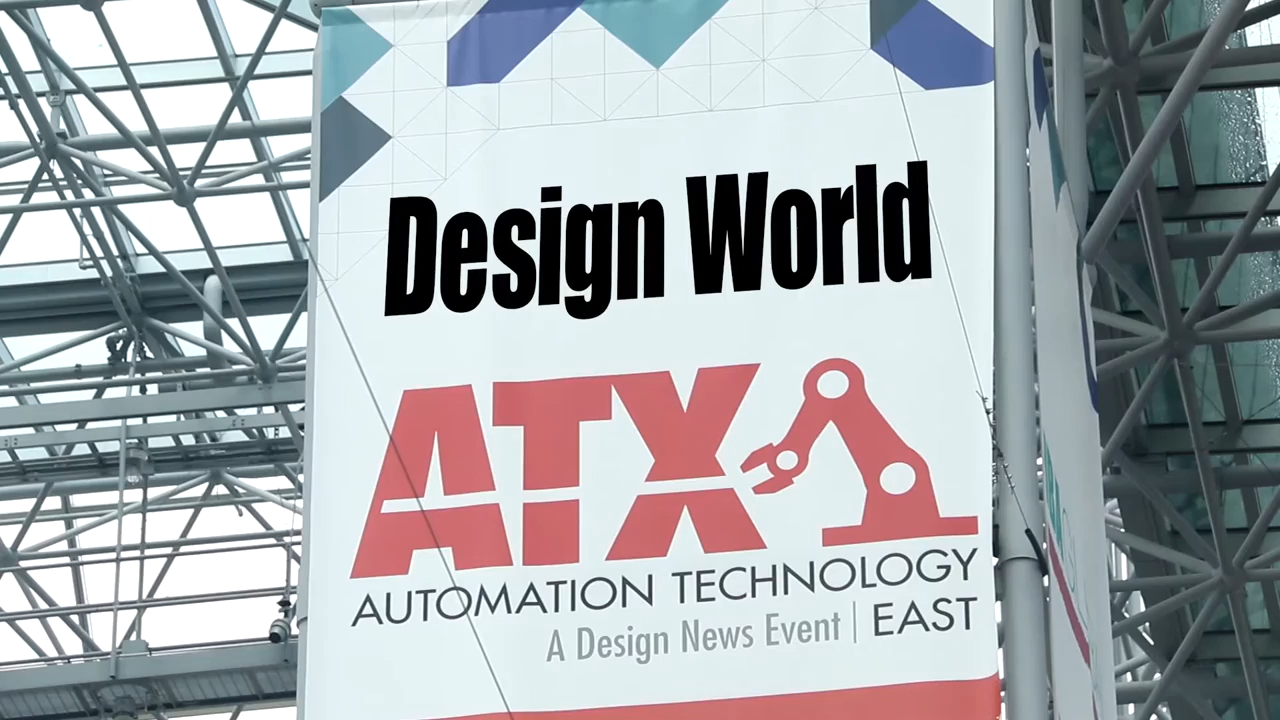 Design World
ATX
AUTOMATION TECHNOLOGY
A Design News Event | EAST